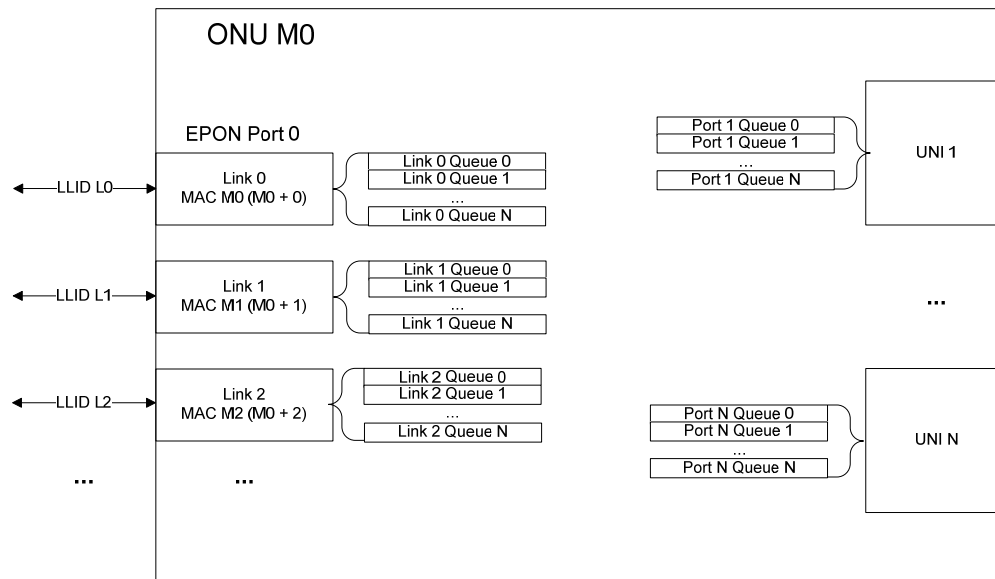 ONU M0
EPON Port 0
LLID L0
Link 0
MAC M0 (M0 + 0)
Link 0 Queue 0
Link 0 Queue 1
...
Link 0 Queue N
LLID L1
Link 1
MAC M1 (M0 + 1)
Link 1 Queue 0
Link 1 Queue 1
...
Link 1 Queue N
LLID L2
Link 2
MAC M2 (M0 + 2)
Link 2 Queue 0
Link 2 Queue 1
...
Link 2 Queue N
...
...
Port 1 Queue 0
Port 1 Queue 1
...
Port 1 Queue N
UNI 1
...
Port N Queue 0
Port N Queue 1
...
Port N Queue N
UNI N